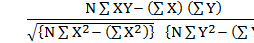 N ∑ XY− (∑ X) (∑ Y)
√{N ∑ X²− (∑ X²)} {N ∑ Y²− (∑